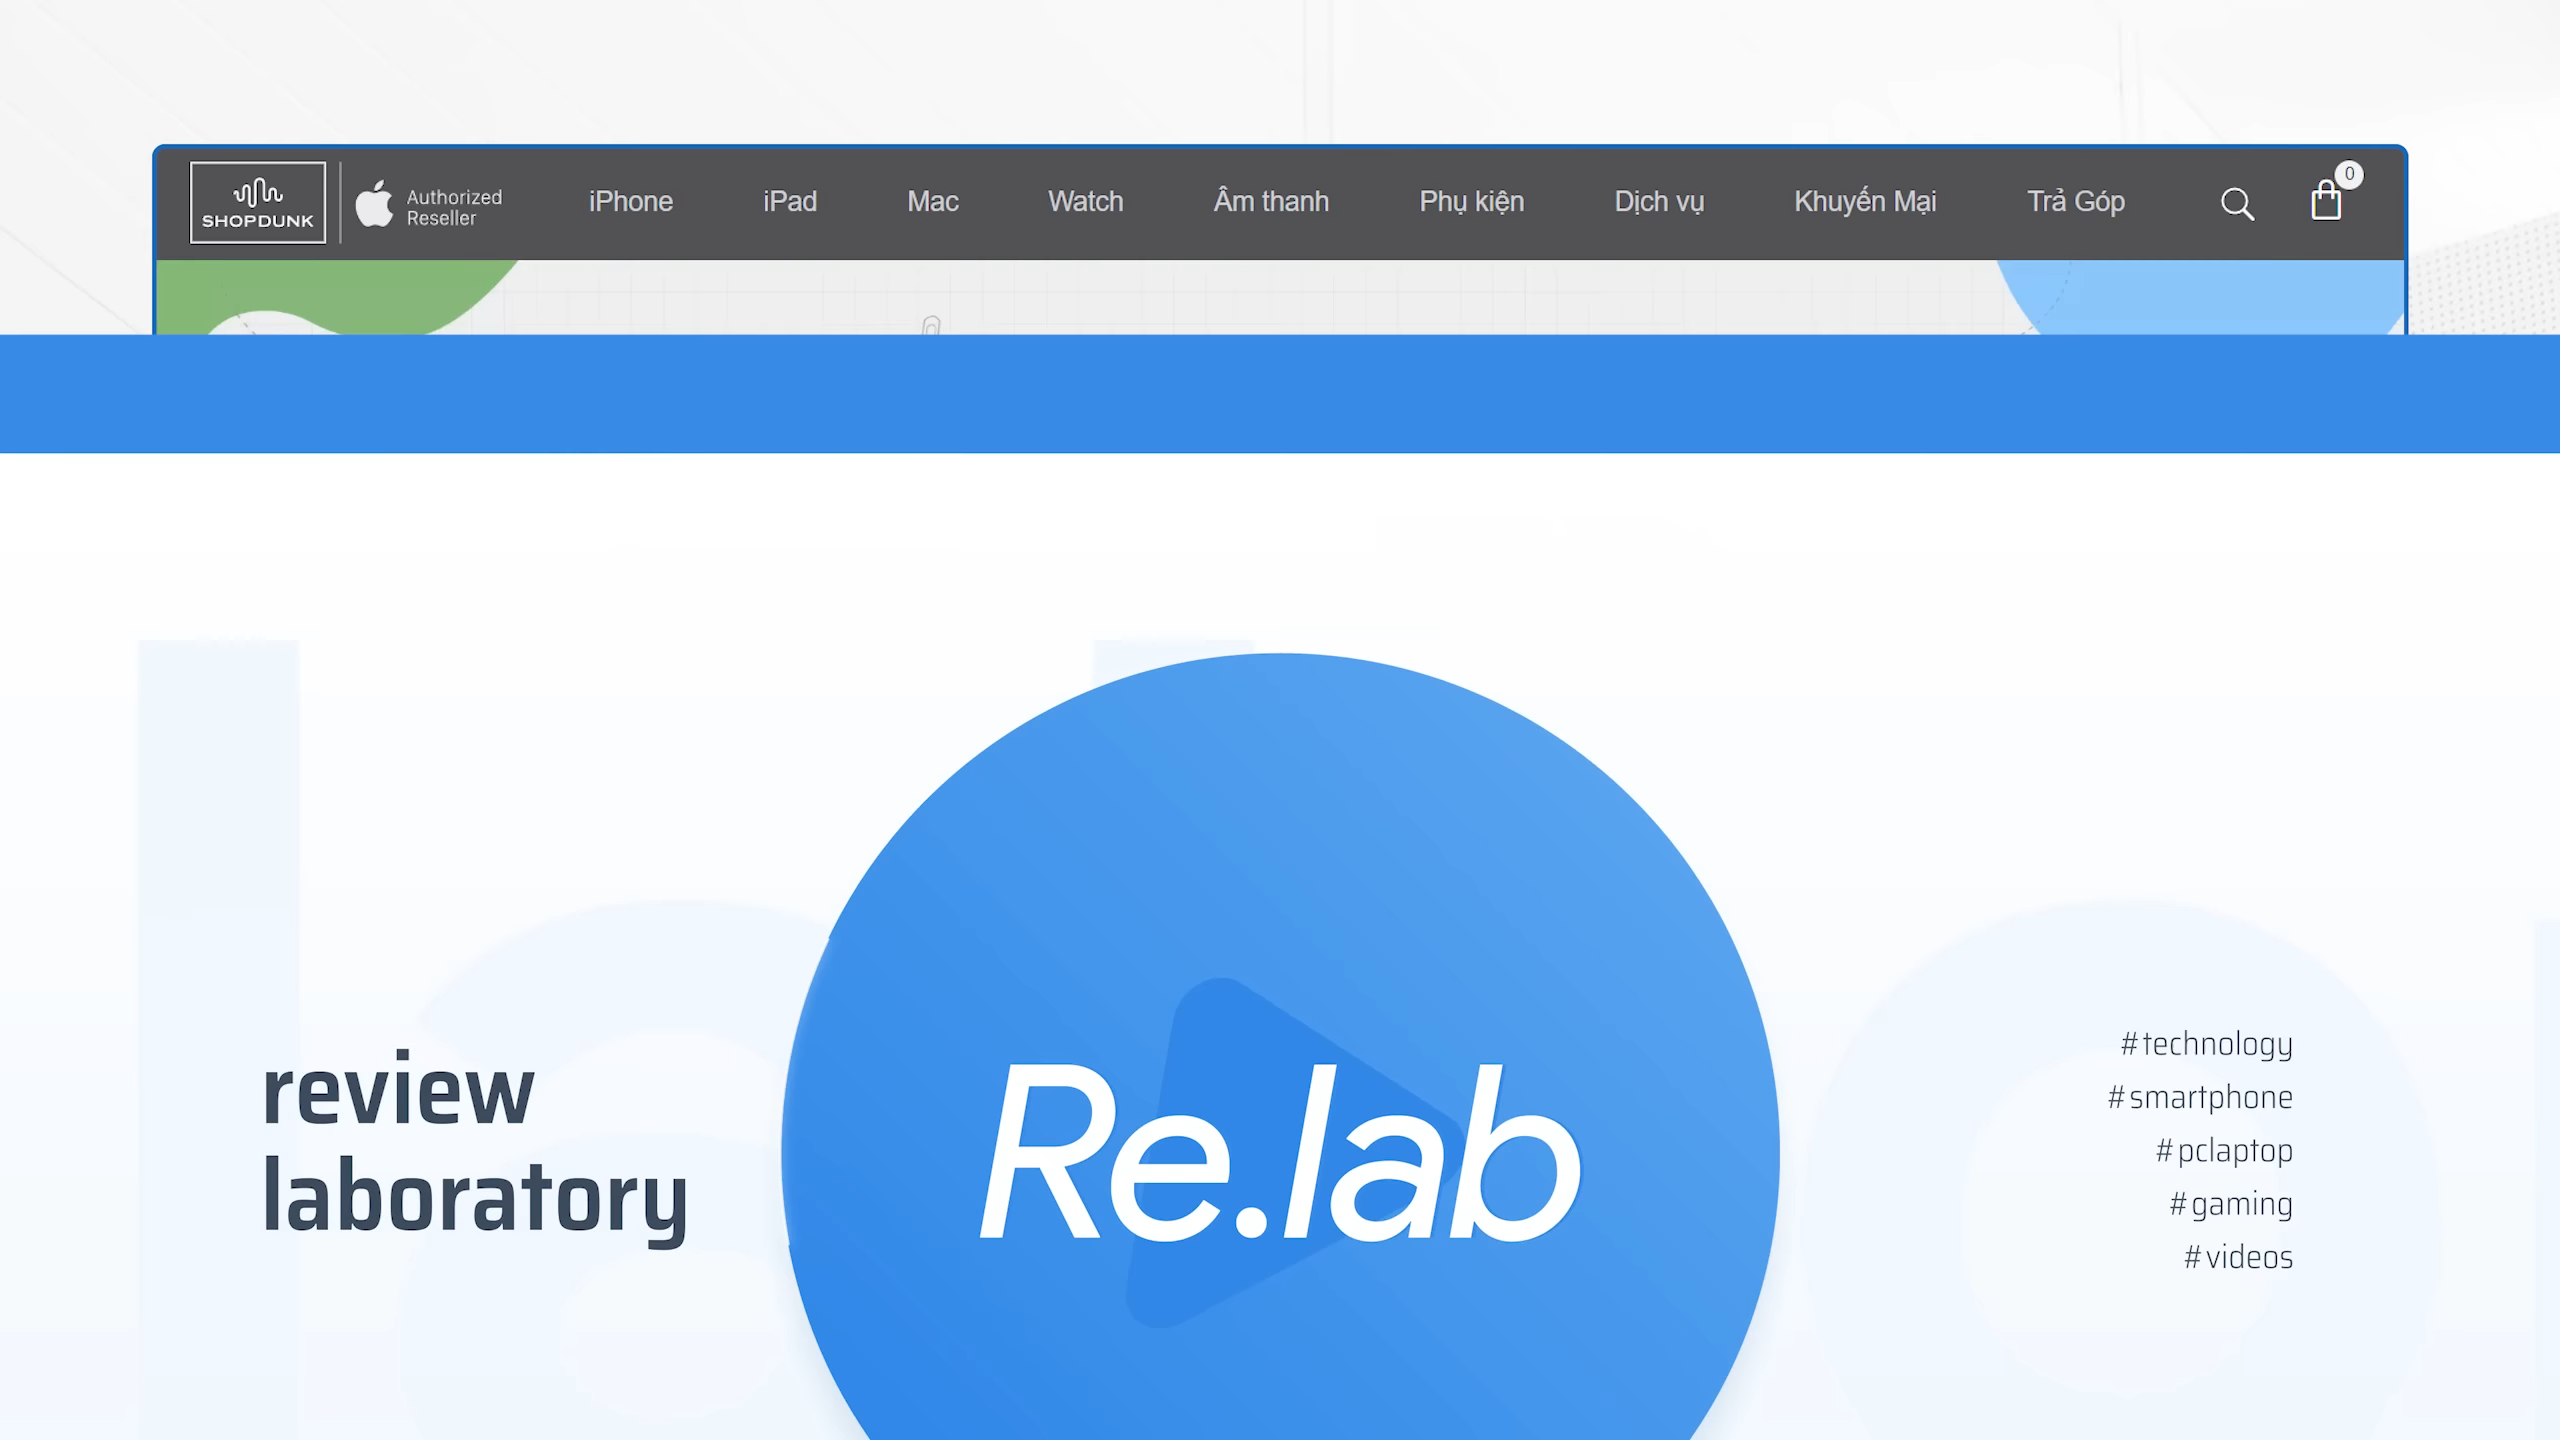 SHOPDUNK
Authorized
Reseller
iPhone
iPad
Mac
Watch
Âm thanh
Phụ kiện
Dịch vụ
Khuyến Mại
Trả Góp
0
review
laboratory
Re.lab
#technology
#smartphone
#pclaptop
#gaming
#videos